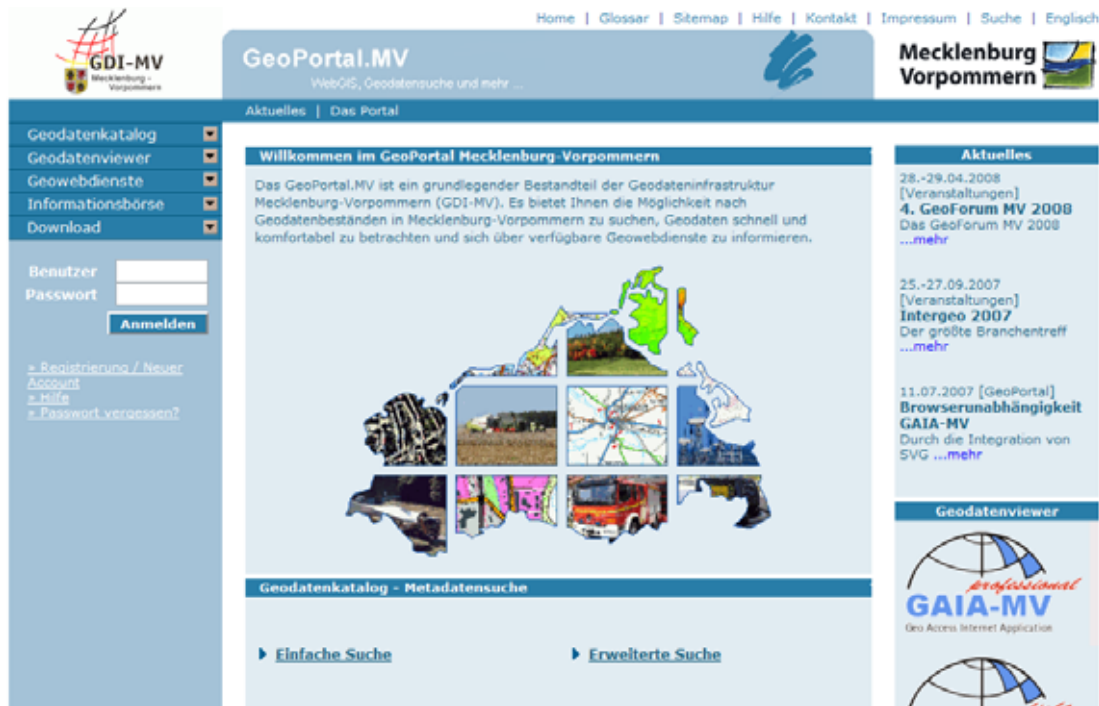 Home | Glossar | Sitemap | Hilfe | Kontakt | Impressum | Suche | Englisch
GDI-MV
Mecklenburg -
Vorpommern
GeoPortal.MV
WebGIS, Geodatensuche und mehr ...
Mecklenburg
Vorpommern
Aktuelles | Das Portal
Geodatenkatalog
Geodatenviewer
Geowebdienste
Informationsbörse
Download
Benutzer
Passwort
Anmelden
» Registrierung / Neuer
Account
» Hilfe
» Passwort vergessen?
Willkommen im GeoPortal Mecklenburg-Vorpommern
Das GeoPortal.MV ist ein grundlegender Bestandteil der Geodateninfrastruktur
Mecklenburg-Vorpommern (GDI-MV). Es bietet Ihnen die Möglichkeit nach
Geodatenbeständen in Mecklenburg-Vorpommern zu suchen, Geodaten schnell und
komfortabel zu betrachten und sich über verfügbare Geowebdienste zu informieren.
Geodatenkatalog - Metadatensuche
Einfache Suche
Erweiterte Suche
Aktuelles
28.-29.04.2008
[Veranstaltungen]
4. GeoForum MV 2008
Das GeoForum MV 2008
...mehr
25.-27.09.2007
[Veranstaltungen]
Intergeo 2007
Der größte Branchentreff
...mehr
11.07.2007 [GeoPortal]
Browserunabhängigkeit
GAIA-MV
Durch die Integration von
SVG ...mehr
Geodatenviewer
professional
GAIA-MV
Geo Access Internet Application